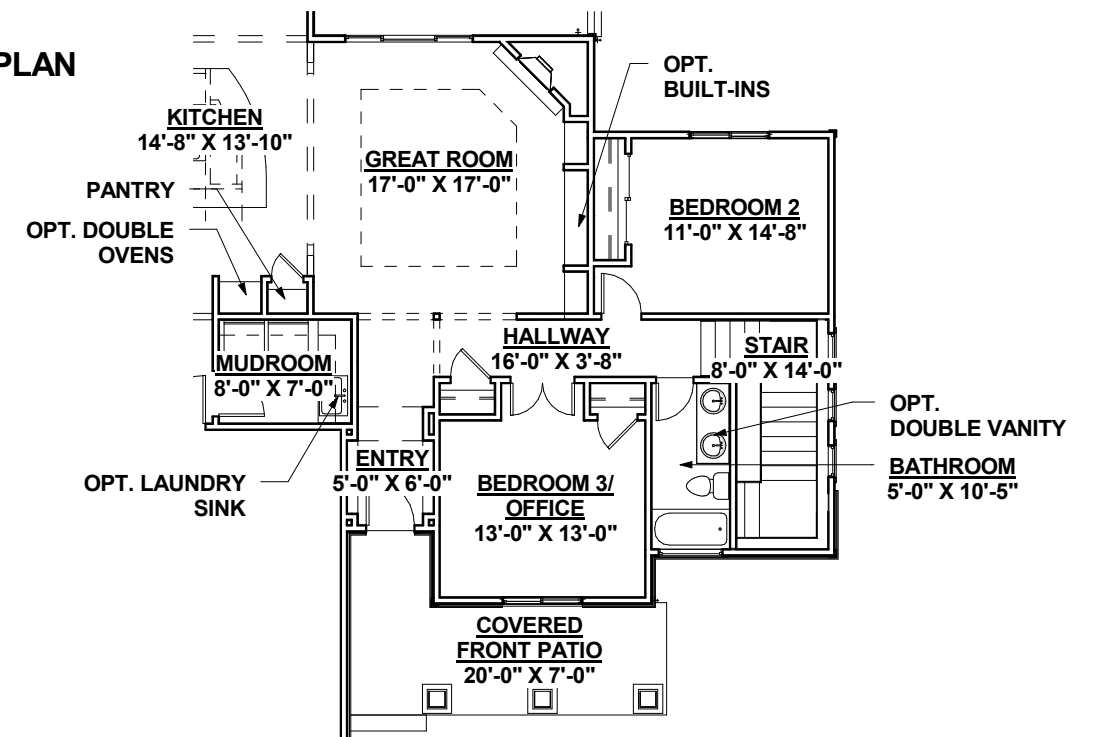 PLAN
OPT.
BUILT-INS
KITCHEN
14'-8" X 13'-10"
GREAT ROOM
17'-0" X 17'-0"
PANTRY
BEDROOM 2
11'-0" X 14'-8"
OPT. DOUBLE
OVENS
HALLWAY
16'-0" X 3'-8"
STAIR
8'-0" X 14'-0"
MUDROOM
8'-0" X 7'-0"
OPT.
DOUBLE VANITY
ENTRY
5'-0" X 6'-0"
BATHROOM
5'-0" X 10'-5"
OPT. LAUNDRY
SINK
BEDROOM 3/
OFFICE
13'-0" X 13'-0"
COVERED
FRONT PATIO
20'-0" X 7'-0"